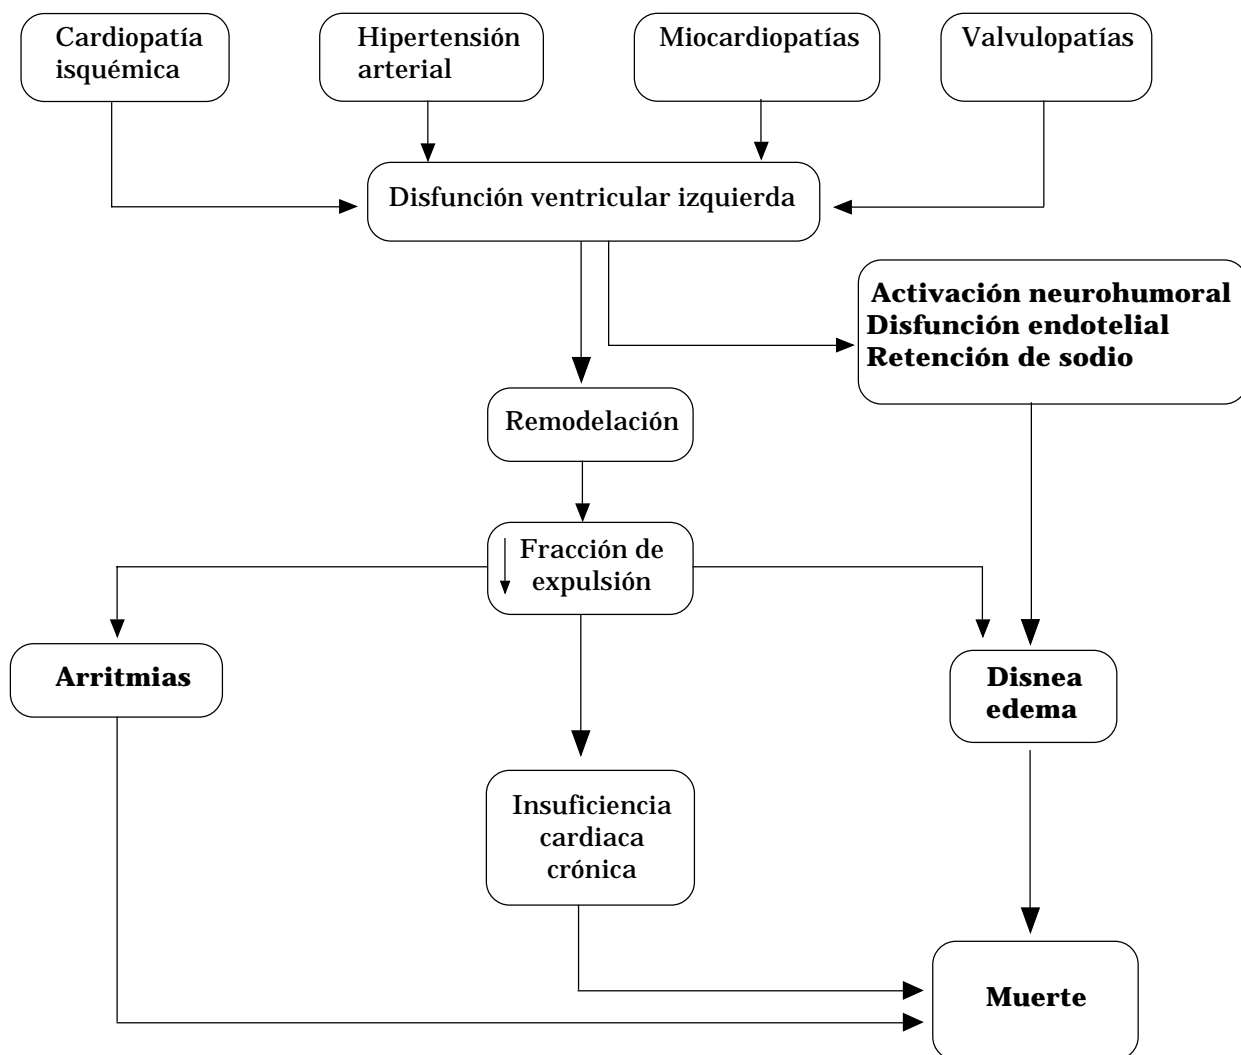 Cardiopatía
isquémica
Hipertensión
arterial
Miocardiopatías
Valvulopatías
Disfunción ventricular izquierda
Activación neurohumoral
Disfunción endotelial
Retención de sodio
Remodelación
Fracción de
expulsión
Arritmias
Disnea
edema
Insuficiencia
cardiaca
crónica
Muerte